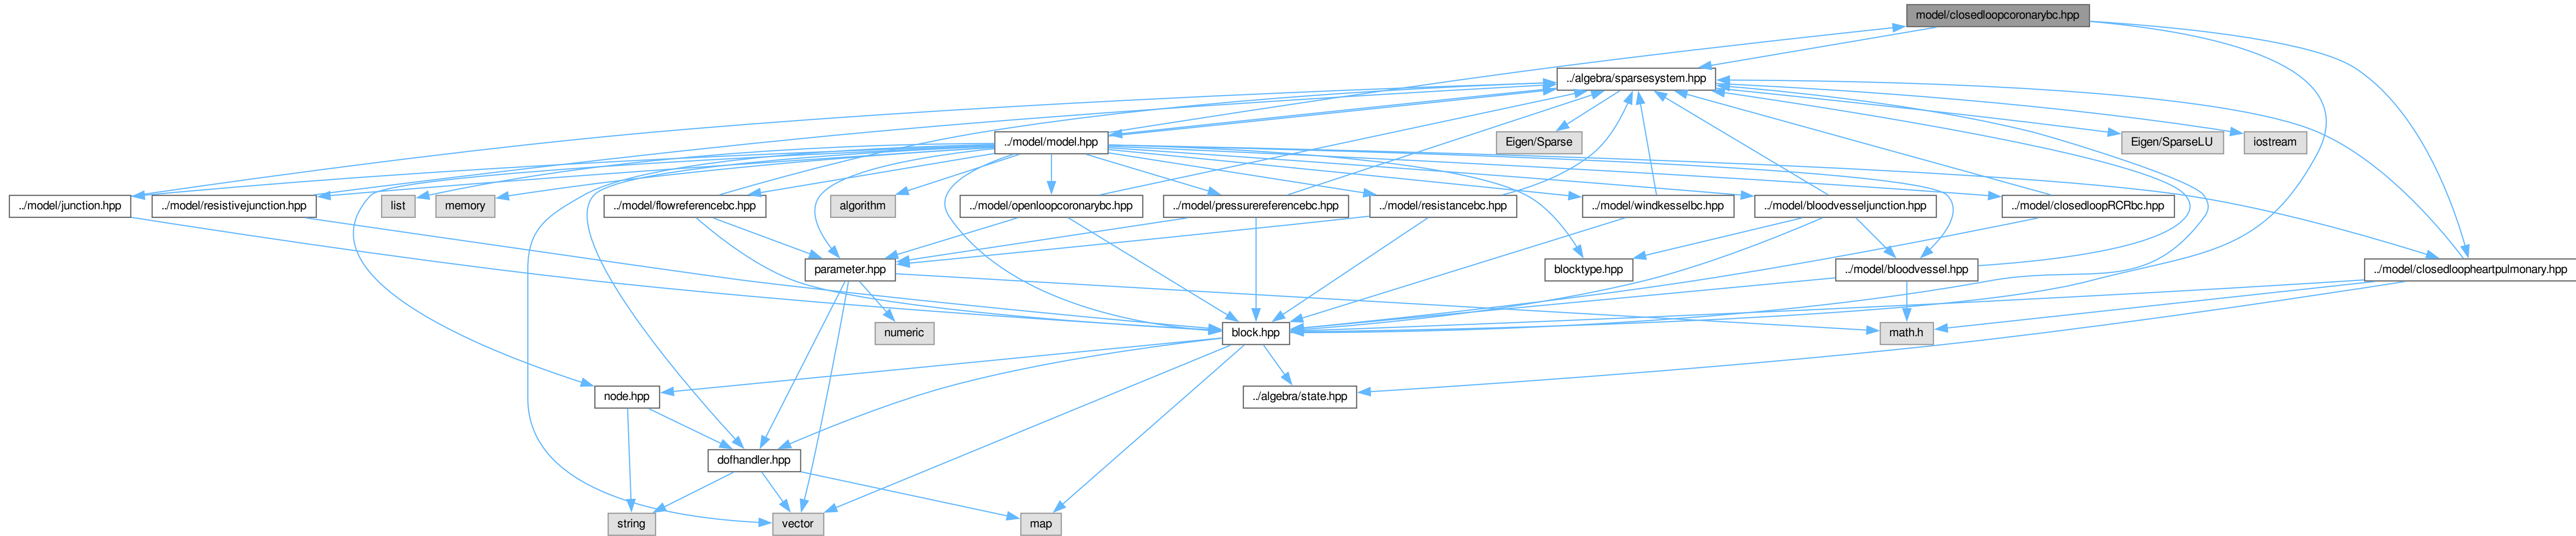 model/closedloopcoronarybc.hpp
../algebra/sparsesystem.hpp
../model/model.hpp
Eigen/Sparse
Eigen/SparseLU
iostream
../model/junction.hpp
../model/resistivejunction.hpp
list
memory
../model/flowreferencebc.hpp
algorithm
../model/openloopcoronarybc.hpp
../model/pressurereferencebc.hpp
../model/resistancebc.hpp
../model/windkesselbc.hpp
../model/bloodvesseljunction.hpp
../model/closedloopRCRbc.hpp
parameter.hpp
blocktype.hpp
../model/bloodvessel.hpp
../model/closedloopheartpulmonary.hpp
numeric
block.hpp
math.h
node.hpp
../algebra/state.hpp
dofhandler.hpp
string
vector
map